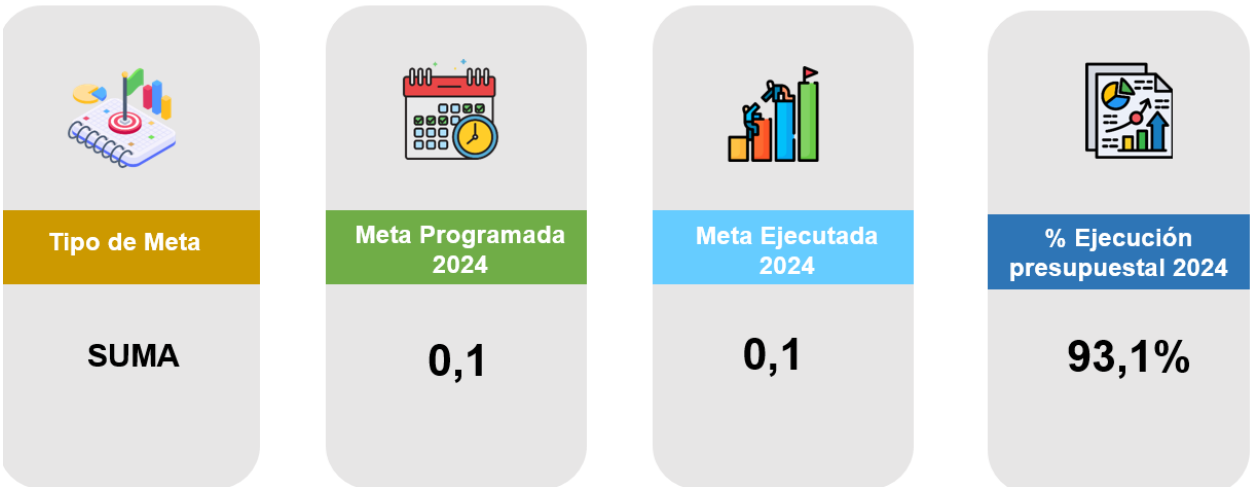 Tipo de Meta
SUMA
Meta Programada
2024
0,1
Meta Ejecutada
2024
0,1
% Ejecución
presupuestal 2024
93,1%